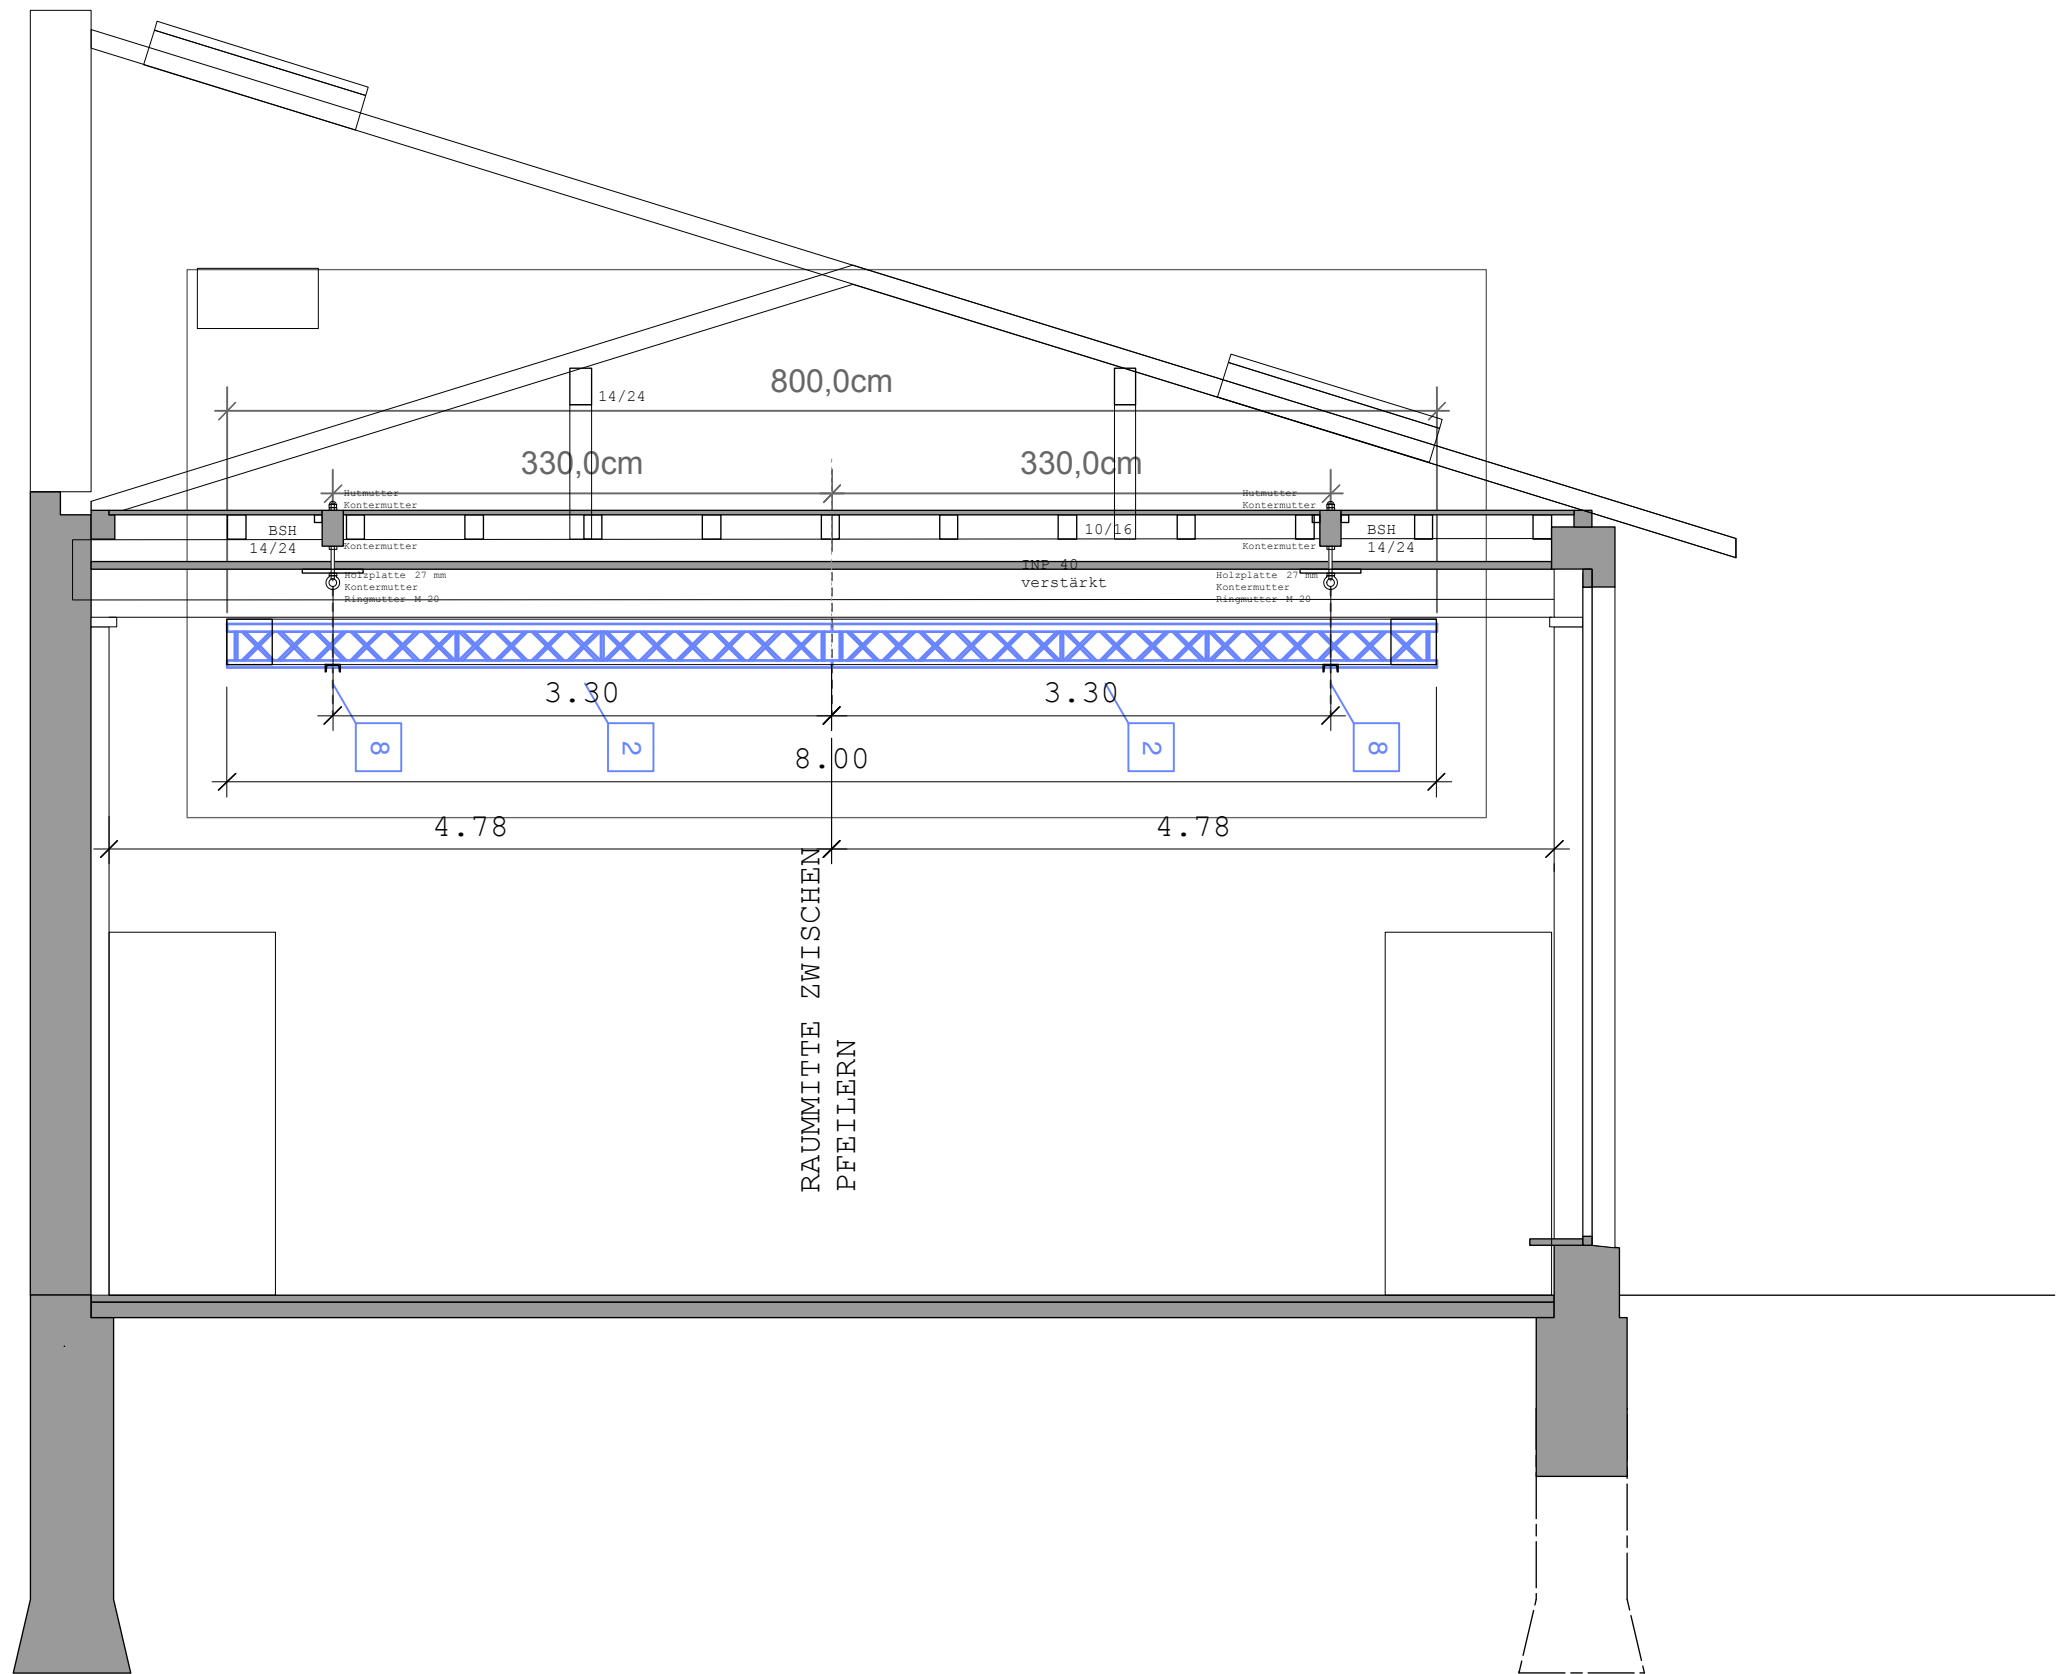 800,0cm
14/24
330,0cm
330,0cm
Hutmutter
Kontermutter
Hutmutter
Kontermutter
BSH
14/24
10/16
BSH
14/24
Kontermutter
Kontermutter
INP 40
verstärkt
Holzplatte 27 mm
Kontermutter
Ringmutter M 20
Holzplatte 27 mm
Kontermutter
Ringmutter M 20
3.30
3.30
8
2
2
8
8.00
4.78
4.78
RAUMMITTE ZWISCHEN
PFEILERN